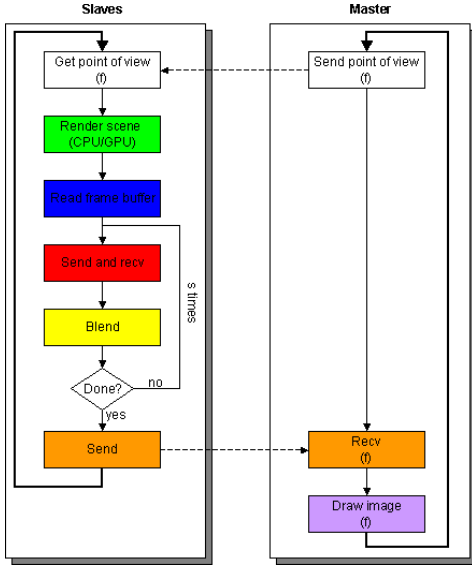 Slaves
Master
Get point of view
(f)
Send point of view
(f)
Render scene
(CPU/GPU)
Read frame buffer
Send and recv
s times
Blend
Done?
no
yes
Send
Recv
(f)
Draw image
(f)